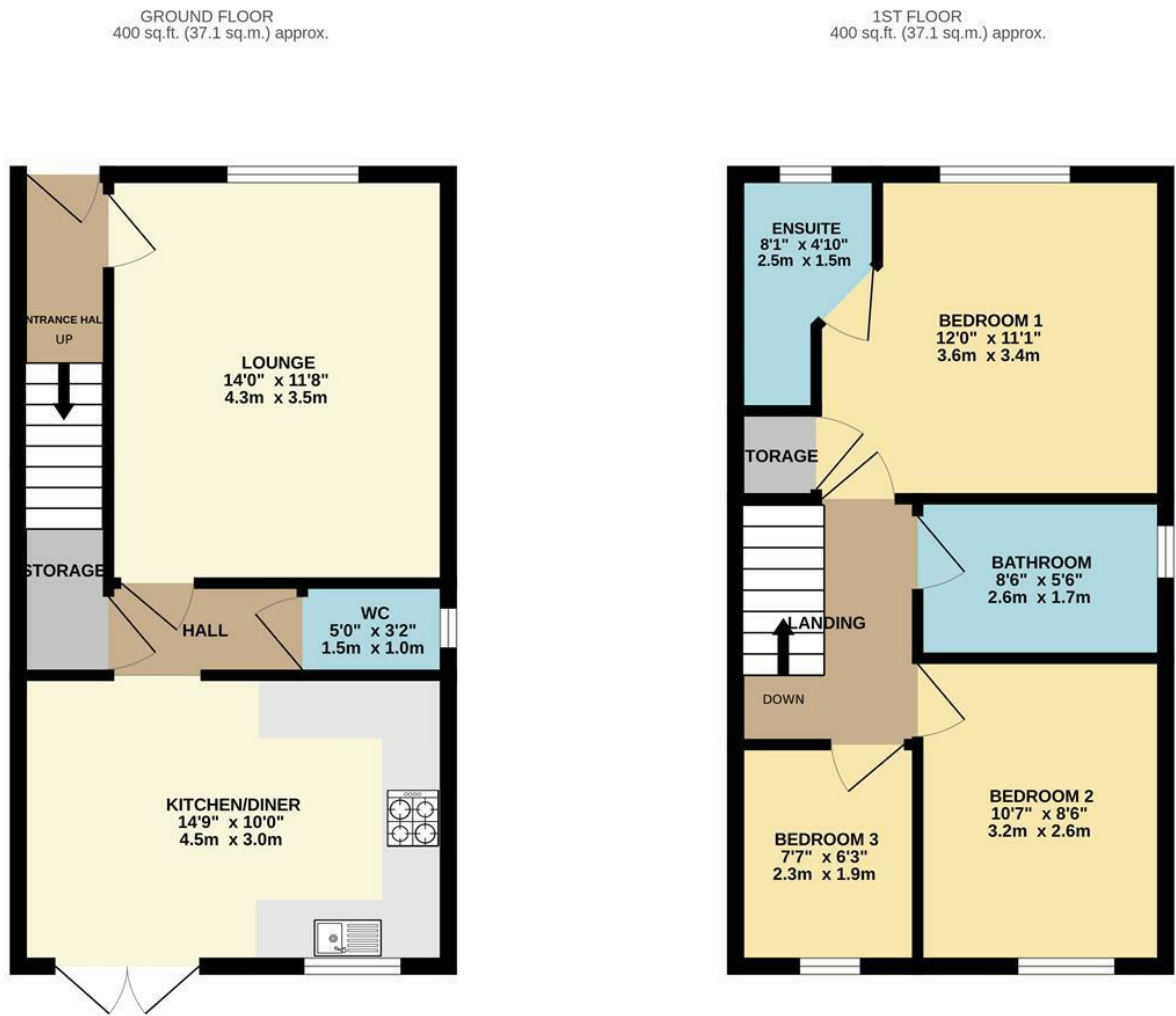 GROUND FLOOR
400 sq.ft. (37.1 sq.m.) approx.
NTRANCE HAL
UP
LOUNGE
14'0" x 11'8"
4.3m x 3.5m
STORAGE
HALL
WC
5'0" x 3'2"
1.5m x 1.0m
KITCHEN/DINER
14'9" x 10'0"
4.5m x 3.0m
1ST FLOOR
400 sq.ft. (37.1 sq.m.) approx.
ENSUITE
8'1" x 4'10"
2.5m x 1.5m
BEDROOM 1
12'0" x 11'1"
3.6m x 3.4m
TORAGE
BATHROOM
8'6" x 5'6"
2.6m x 1.7m
LANDING
DOWN
BEDROOM 2
10'7" x 8'6"
3.2m x 2.6m
BEDROOM 3
7'7" x 6'3"
2.3m x 1.9m